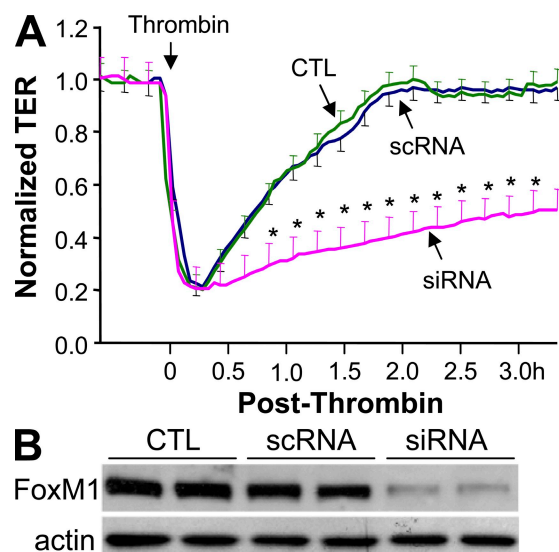 A
Thrombin
Normalized TER
1.2
1.0
0.8
0.6
0.4
0.2
0.0
CTL
scRNA
* * * * * * * * * * * *
siRNA
0 0.5 1.0 1.5 2.0 2.5 3.0h
Post-Thrombin
B
CTL scRNA siRNA
FoxM1
actin